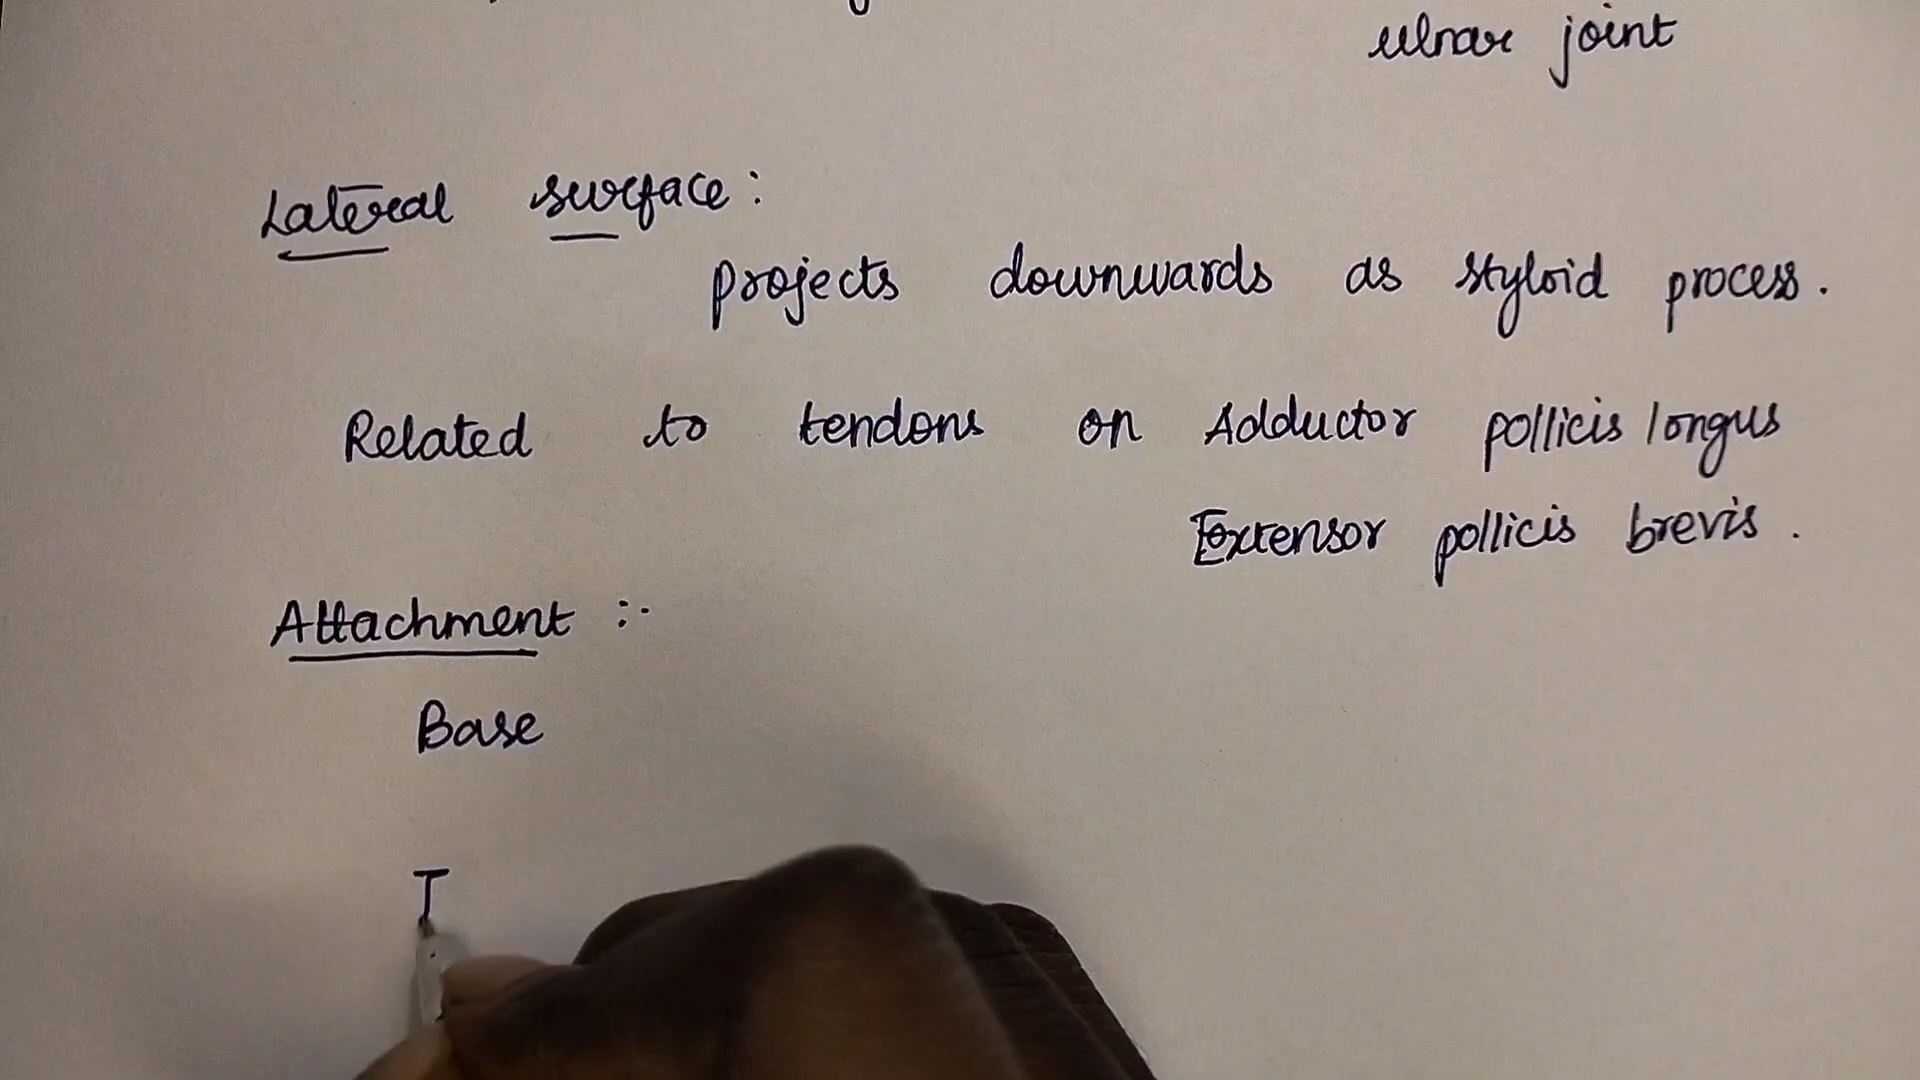 ulnar joint
Lateral surface:
projects downwards as styloid process.
Related to tendons on Adductor pollicis longus
Extensor pollicis brevis.
Attachment :-
Base
T